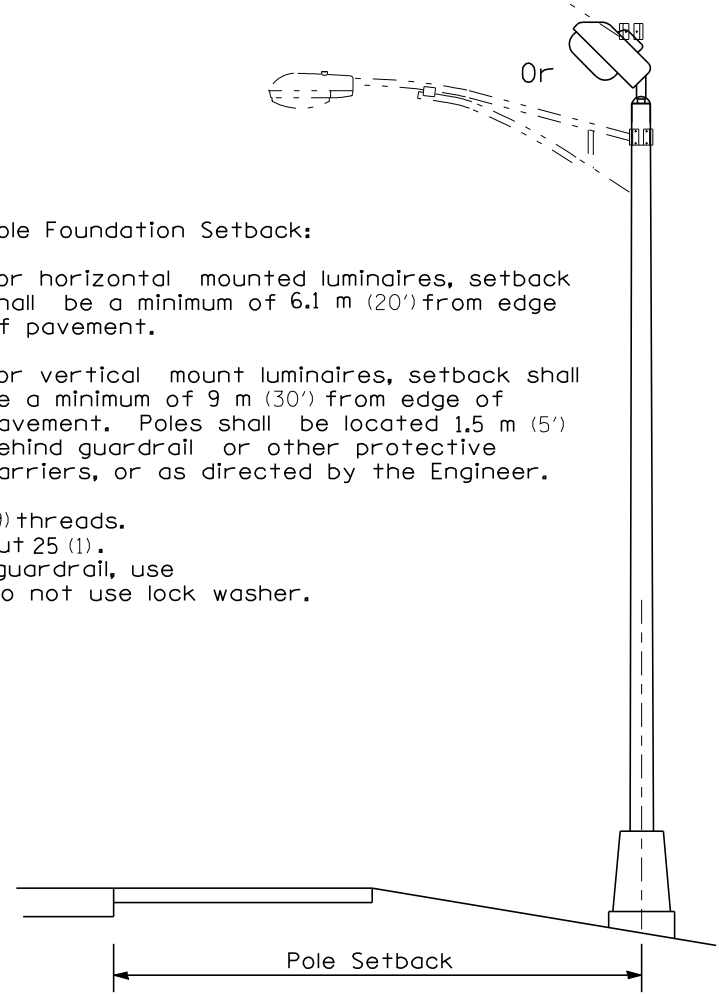 Or
ole Foundation Setback:
or horizontal mounted luminaires, setback
hall be a minimum of 6.1 m (20') from edge
f pavement.
or vertical mount luminaires, setback shall
e a minimum of 9 m (30') from edge of
avement. Poles shall be located 1.5 m (5')
ehind guardrail or other protective
arriers, or as directed by the Engineer.
) threads.
ut 25 (1).
guardrail, use
o not use lock washer.
Pole Setback